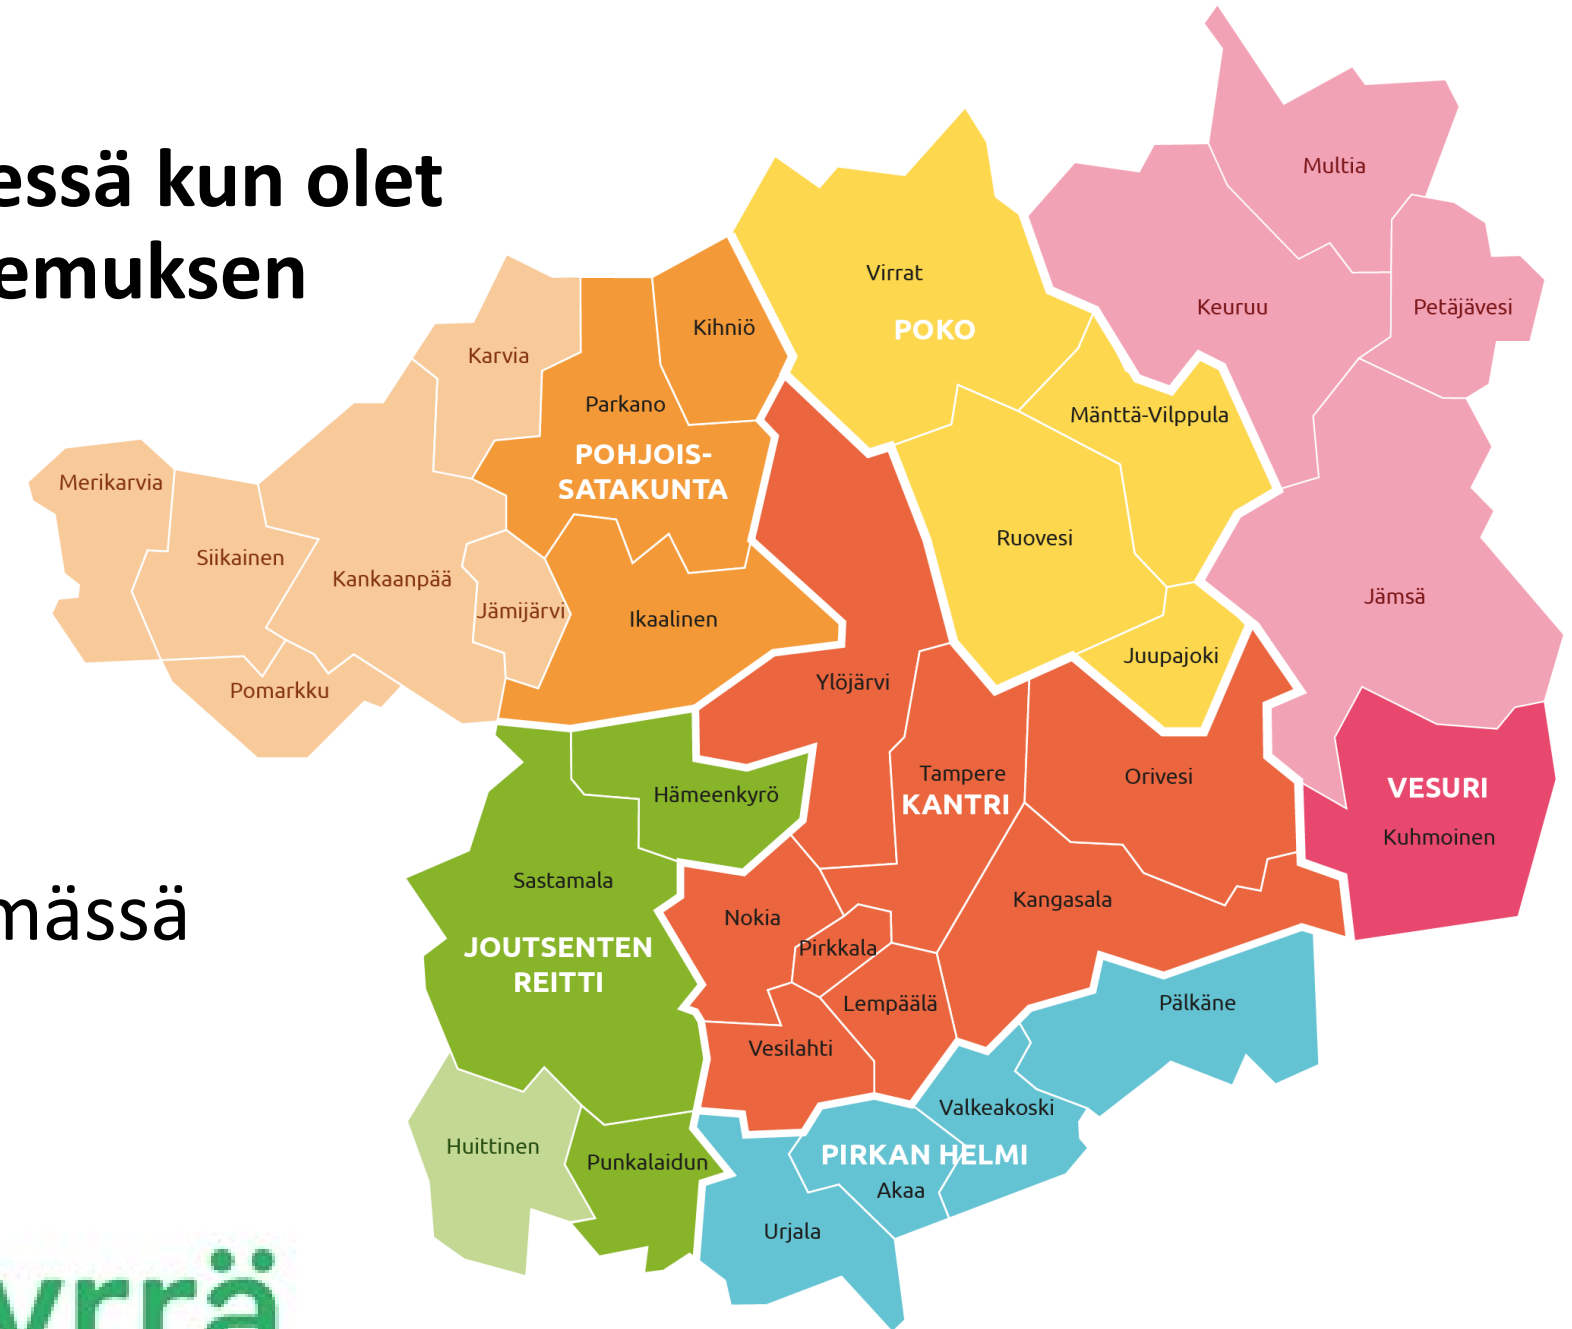 essä kun olet
emuksen
mässä
yrrä
Multia
Virrat
POKO
Keuruu
Petäjävesi
Kihniö
Karvia
Parkano
Mänttä-Vilppula
POHJOIS-
SATAKUNTA
Merikarvia
Ruovesi
Siikainen
Kankaanpää
Jämijärvi
Ikaalinen
Jämsä
Juupajoki
Pomarkku
Ylöjärvi
Tampere
KANTRI
Orivesi
Hämeenkyrö
VESURI
Kuhmoinen
Sastamala
JOUTSENTEN
REITTI
Nokia
Kangasala
Pirkkala
Lempäälä
Pälkäne
Vesilahti
Valkeakoski
Huittinen
Punkalaidun
PIRKAN HELMI
Akaa
Urjala